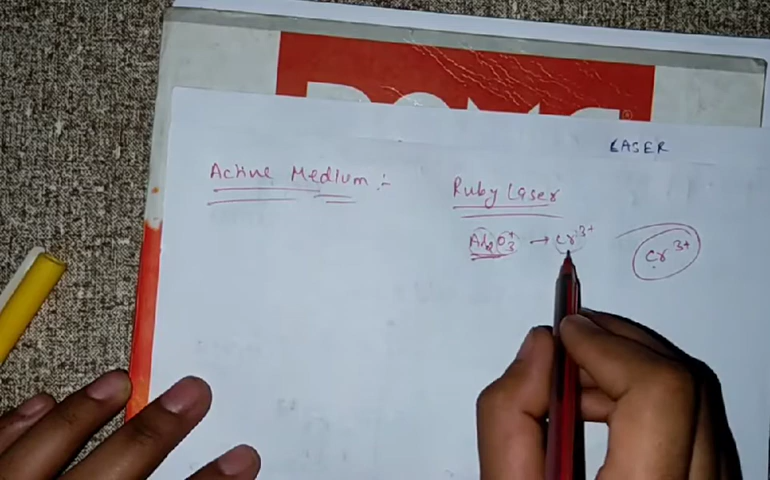 LASER
Active Medium :-
Ruby Laser
Al₂O₃⁺ → Cr³⁺
Cr³⁺